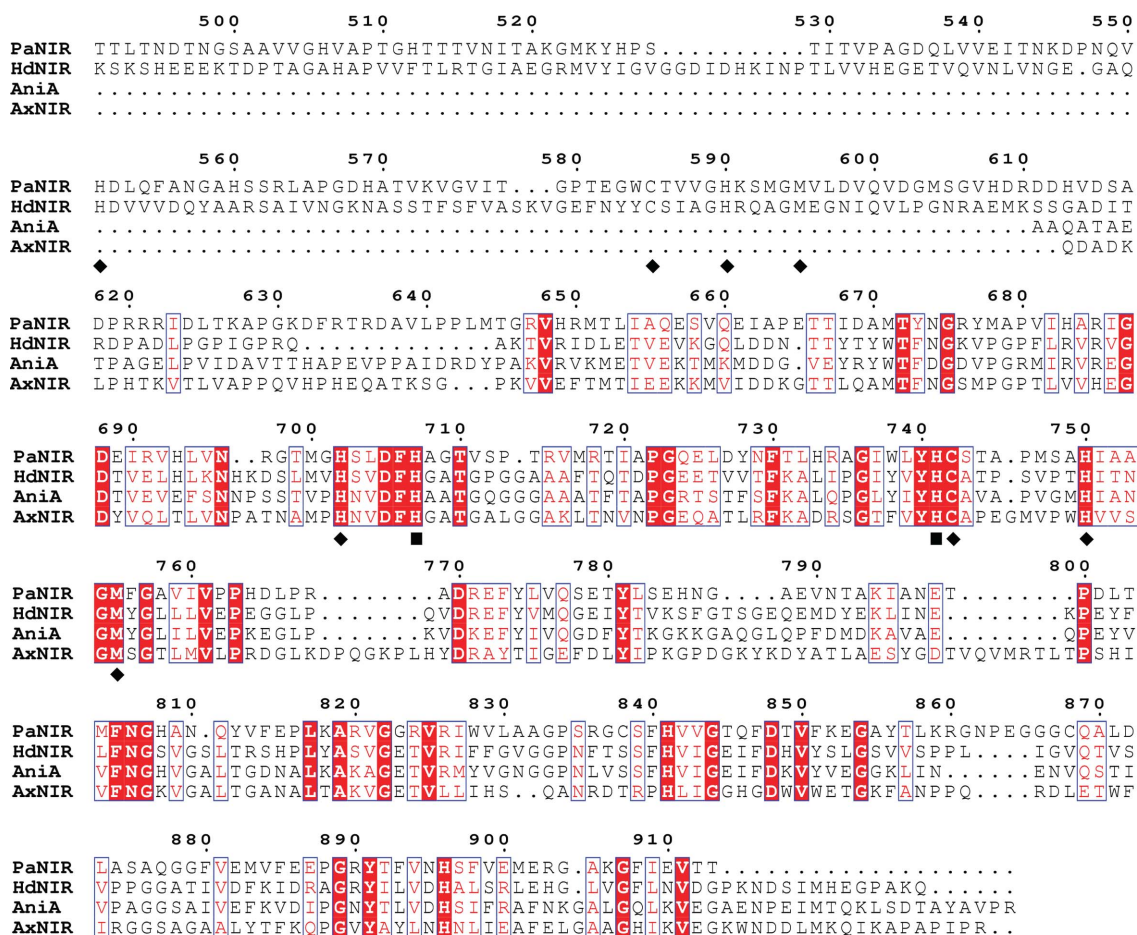 500 510 520 530 540 550
PaNIR TTLTNDTNGSAAVVGHVAPTGHTTTVNITAKGMKYHPS..........TITVPAGDQLVVEITNKDPNQV
HdNIR KSKSHEEEKTDPTAGAHAPVVFTLRTGIAEGRMVYIGVGGDIDHKINPTLVVHEGETVQVNLVNGE.GAQ
AniA ......................................................................
AxNIR ......................................................................
560 570 580 590 600 610
PaNIR HDLQFANGAHSSRLAPGDHATVKVGVIT...GPTEGWCTVVGHKSMGMVLDVQVDGMSGVHDRDDHVDSA
HdNIR HDVVVDQYAARSAIVNGKNASSTFSFVASKVGEFNYYCSIAGHRQAGMEGNIQVLPGNRAEMKSSGADIT
AniA ...............................................................AAQATAE
AxNIR .................................................................QDADK
◆ ◆ ◆ ◆
620 630 640 650 660 670 680
PaNIR DPRRRIDLTKAPGKDFRTRDAVLPPLMTGRVHRMTLIAQESVQEIAPETTIDAMTYNGRYMAPVIHARIG
HdNIR RDPADLPGPIGPRQ.............AKTVRIDLETVEVKGQLDDN.TTYTYWTFNGKVPGPFLRVRVG
AniA TPAGELPVIDAVTTHAPEVPPAIDRDYPAKVRVKMETVEKTMKMDDG.VEYRYWTFDGDVPGRMIRVREG
AxNIR LPHTKVTLVAPPQVHPHEQATKSG...PKVVEFTMTIEEKKMVIDDKGTTLQAMTFNGSMPGPTLVVHEG
690 700 710 720 730 740 750
PaNIR DEIRVHLVN..RGTMGHSLDFHAGTVSP.TRVMRTIAPGQELDYNFTLHRAGIWLYHCSTA.PMSAHIAA
HdNIR DTVELHLKNHKDSLMVHSVDFHGATGPGGGAAFTQTDPGEETVVTFKALIPGIYVYHCATP.SVPTHITN
AniA DTVEVEFSNNPSSTVPHNVDFHAATGQGGGAAATFTAPGRTSTFSFKALQPGLYIYHCAVA.PVGMHIAN
AxNIR DYVQLTLVNPATNAMPHNVDFHGATGALGGAKLTNVNPGEQATLRFKADRSGTFVYHCAPEGMVPWHVVS
◆ ■ ■ ◆ ◆
760 770 780 790 800
PaNIR GMFGAVIVPPHDLPR........ADREFYLVQSETYLSEHNG..AEVNTAKIANET.........PDLT
HdNIR GMYGLLLVEPEGGLP.......QVDREFYVMQGEIYTVKSFGTSGEQEMDYEKLINE.........KPEYF
AniA GMYGLILVEPKEGLP.......KVDKEFYIVQGDFYTKGKKGAQGLQPFDMDKAVAE.........QPEYV
AxNIR GMSGTLMVLPRDGLKDPQGKPLHYDRAYTIGEFDLYIPKGPDGKYKDYATLAESYGDTVQVMRTLTPSHI
◆
810 820 830 840 850 860 870
PaNIR MFNGHAN.QYVFEPLKARVGGRVRIWVLAAGPSRGCSFHVVGTQFDTVFKEGAYTLKRGNPEGGGCQALD
HdNIR LFNGSVGSLTRSHPLYASVGETVRIFFGVGGPNFTSSFHVIGEIFDHVYSLGSVVSPPL....IGVQTVS
AniA VFNGHVGALTGDNALKAKAGETVRMYVGNGGPNLVSSFHVIGEIFDKVYVEGGKLIN......ENVQSTI
AxNIR VFNGKVGALTGANALTAKVGETVLLIHS..QANRDTRPHLIGGHGDWVWETGKFANPPQ....RDLETWF
880 890 900 910
PaNIR LASAQGGFVEMVFEEPGRYTFVNHSFVEMERG.AKGFIEVTT...................
HdNIR VPPGGATIVDFKIDRAGRYILVDHALSRLEHG.LVGFLNVDGPKNDSIMHEGPAKQ......
AniA VPAGGSAIVEFKVDIPGNYTLVDHSIFRAFNKGALGQLKVEGAENPEIMTQKLSDTAYAVPR
AxNIR IRGGSAGAALYTFKQPGVYAYLNHNLIEAFELGAAGHIKVEGKWNDDLMKQIKAPAPIPR..